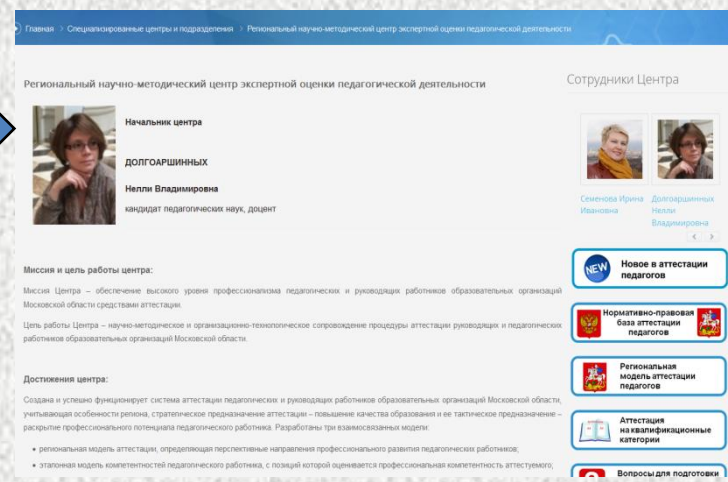 Главная > Специализированные центры и подразделения > Региональный научно-методический центр экспертной оценки педагогической деятельности
Региональный научно-методический центр экспертной оценки педагогической деятельности
Начальник центра
ДОЛГОАРШИННЫХ
Нелли Владимировна
кандидат педагогических наук, доцент
Миссия и цель работы центра:
Миссия Центра – обеспечение высокого уровня профессионализма педагогических и руководящих работников образовательных организаций
Московской области средствами аттестации.
Цель работы Центра – научно-методическое и организационно-технологическое сопровождение процедуры аттестации руководящих и педагогических
работников образовательных организаций Московской области.
Достижения центра:
Создана и успешно функционирует система аттестации педагогических и руководящих работников образовательных организаций Московской области,
учитывающая особенности региона, стратегическое предназначение аттестации – повышение качества образования и ее тактическое предназначение –
раскрытие профессионального потенциала педагогического работника. Разработаны три взаимосвязанных модели:
• региональная модель аттестации, определяющая перспективные направления профессионального развития педагогических работников;
• эталонная модель компетентностей педагогического работника, с позиций которой оценивается профессиональная компетентность аттестуемого;
Сотрудники Центра
Семенова Ирина
Ивановна
Долгоаршинных
Нелли
Владимировна
< >
NEW
Новое в аттестации
педагогов
Нормативно-правовая
база аттестации
педагогов
Региональная
модель аттестации
педагогов
Аттестация
на квалификационные
категории
Вопросы для подготовки